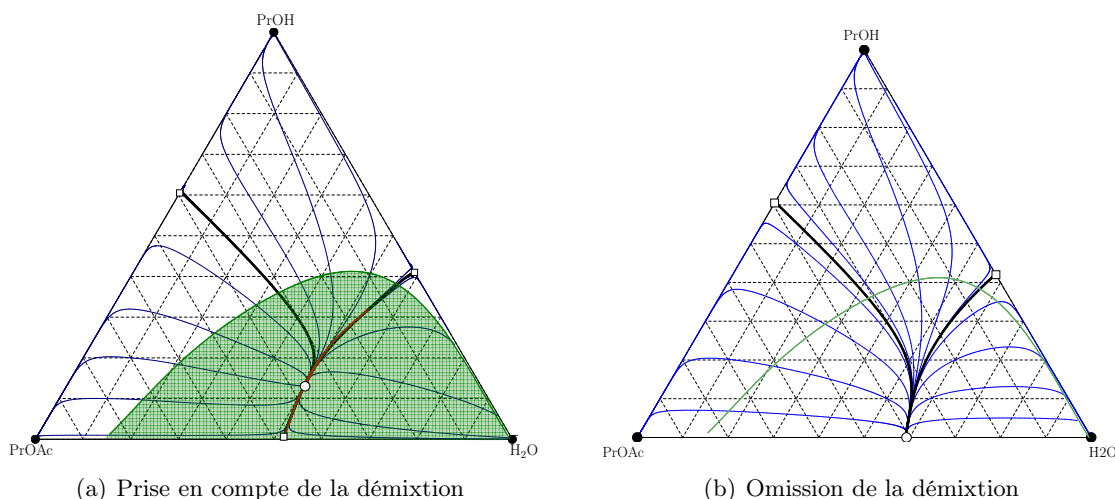 PrOH
PrOAc
H₂O
(a) Prise en compte de la démixtion
PrOH
PrOAc
H2O
(b) Omission de la démixtion